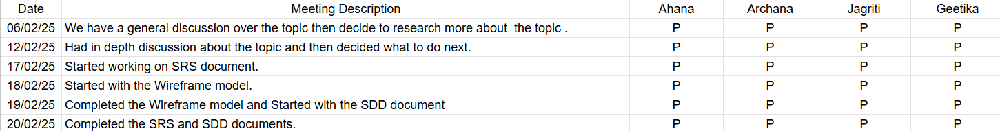 Date Meeting Description Ahana Archana Jagriti Geetika
06/02/25 We have a general discussion over the topic then decide to research more about  the topic . P P P P
12/02/25 Had in depth discussion about the topic and then decided what to do next. P P P P
17/02/25 Started working on SRS document. P P P P
18/02/25 Started with the Wireframe model. P P P P
19/02/25 Completed the Wireframe model and Started with the SDD document P P P P
20/02/25 Completed the SRS and SDD documents. P P P P